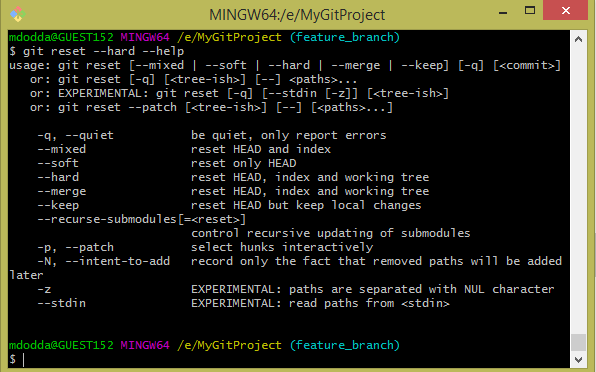 MINGW64:/e/MyGitProject
mdodda@GUEST152 MINGW64 /e/MyGitProject (feature_branch)
$ git reset --hard --help
usage: git reset [--mixed | --soft | --hard | --merge | --keep] [-q] [<commit>]
   or: git reset [-q] [<tree-ish>] [--] <paths>...
   or: EXPERIMENTAL: git reset [-q] [--stdin [-z]] [<tree-ish>]
   or: git reset --patch [<tree-ish>] [--] [<paths>...]
    -q, --quiet           be quiet, only report errors
    --mixed               reset HEAD and index
    --soft                reset only HEAD
    --hard                reset HEAD, index and working tree
    --merge               reset HEAD, index and working tree
    --keep                reset HEAD but keep local changes
    --recurse-submodules[=<reset>]
                          control recursive updating of submodules
    -p, --patch           select hunks interactively
    -N, --intent-to-add   record only the fact that removed paths will be added
later
    -z                    EXPERIMENTAL: paths are separated with NUL character
    --stdin               EXPERIMENTAL: read paths from <stdin>
mdodda@GUEST152 MINGW64 /e/MyGitProject (feature_branch)
$